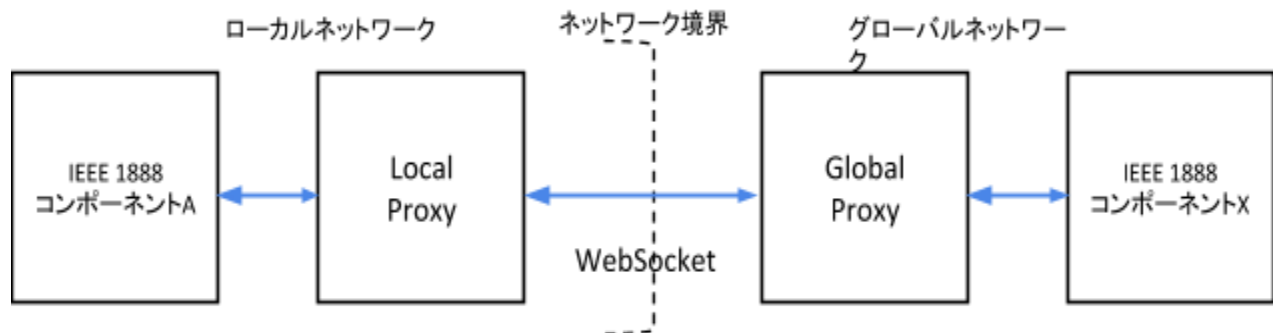 ローカルネットワーク
ネットワーク境界
グローバルネットワー
ク
IEEE 1888
コンポーネントA
Local
Proxy
WebSocket
Global
Proxy
IEEE 1888
コンポーネントX